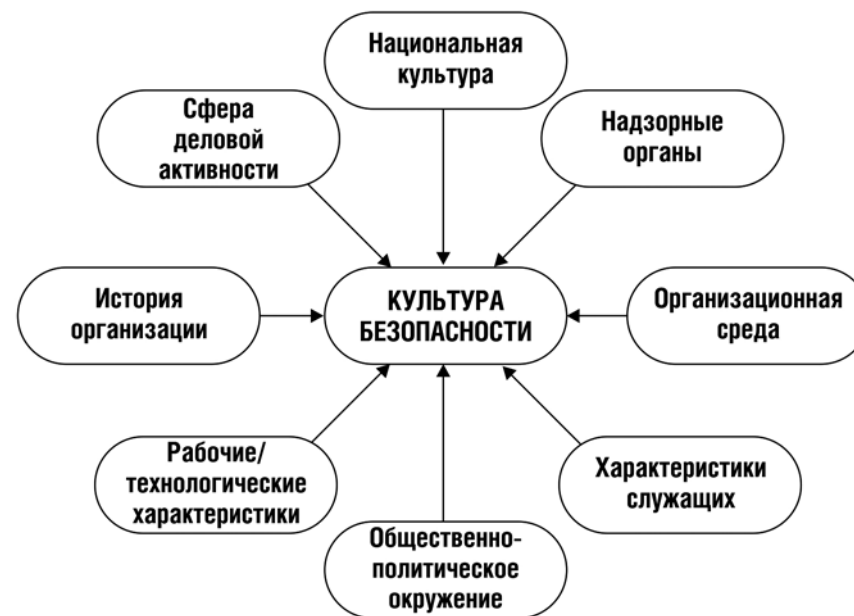 Национальная
культура
Сфера
деловой
активности
Надзорные
органы
История
организации
КУЛЬТУРА
БЕЗОПАСНОСТИ
Организационная
среда
Рабочие/
технологические
характеристики
Характеристики
служащих
Общественно-
политическое
окружение